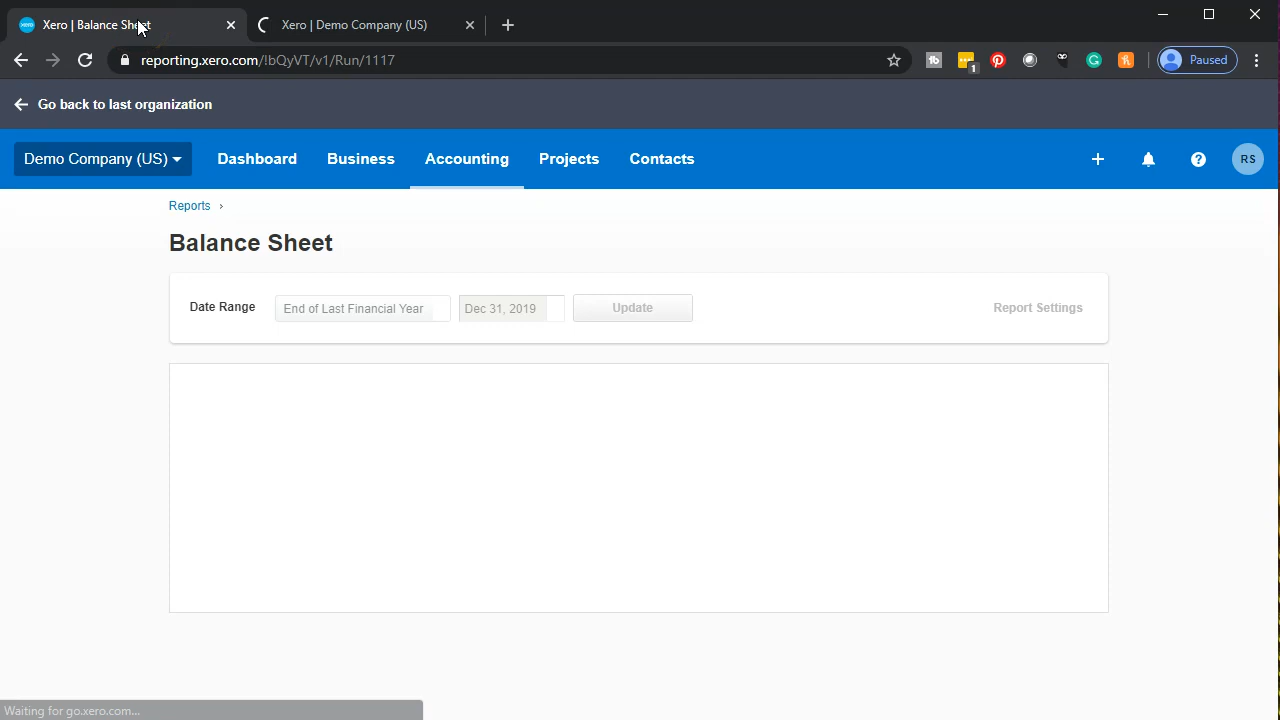 Xero | Balance Sheet
Xero | Demo Company (US)
reporting.xero.com/!bQyVT/v1/Run/1117
1
Paused
Go back to last organization
Demo Company (US)
Dashboard
Business
Accounting
Projects
Contacts
RS
Reports
Balance Sheet
Date Range
End of Last Financial Year
Dec 31, 2019
Update
Report Settings
Waiting for go.xero.com...